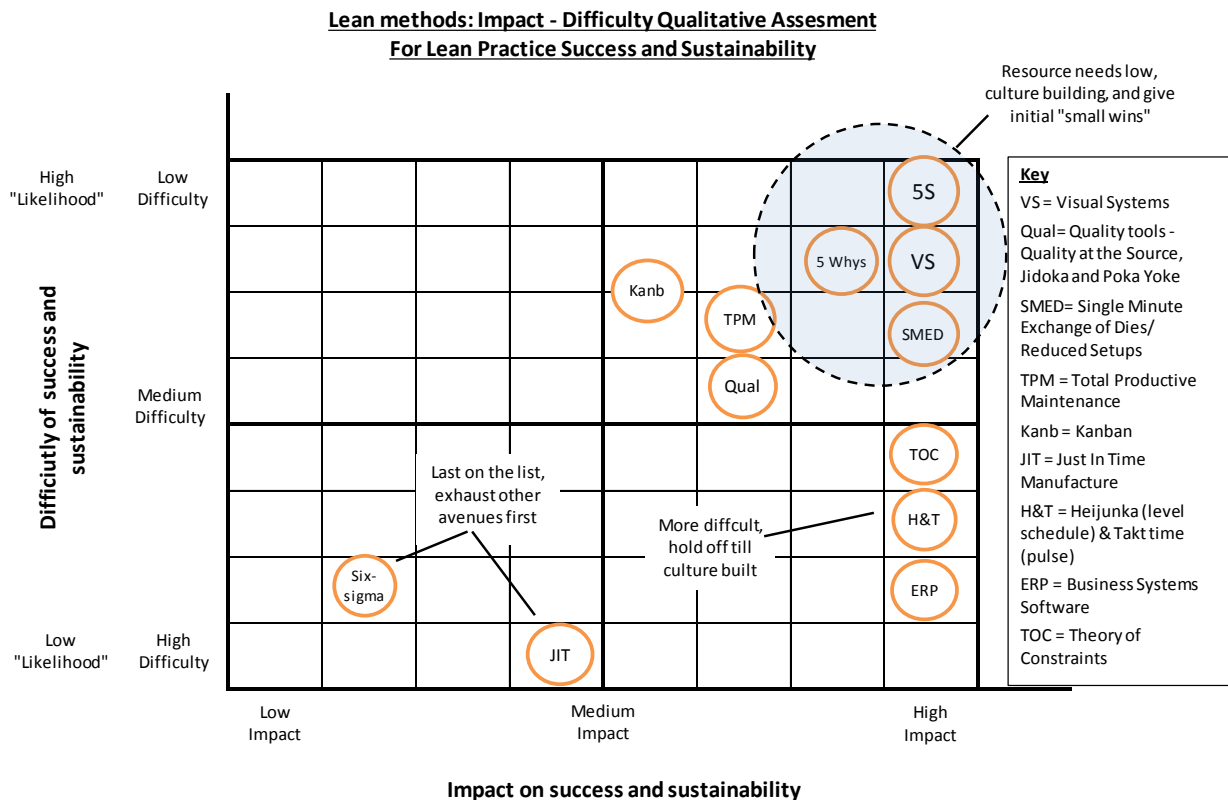 Lean methods: Impact - Difficulty Qualitative Assesment
For Lean Practice Success and Sustainability
Resource needs low,
culture building, and give
initial "small wins"
High
"Likelihood"
Low
Difficulty
Medium
Difficulty
Low
"Likelihood"
High
Difficulty
Difficiutly of success and
sustainability
5S
5 Whys
VS
Kanb
TPM
SMED
Qual
TOC
Last on the list,
exhaust other
avenues first
More diffcult,
hold off till
culture built
H&T
Six-
sigma
ERP
JIT
Key
VS = Visual Systems
Qual= Quality tools -
Quality at the Source,
Jidoka and Poka Yoke
SMED= Single Minute
Exchange of Dies/
Reduced Setups
TPM = Total Productive
Maintenance
Kanb = Kanban
JIT = Just In Time
Manufacture
H&T = Heijunka (level
schedule) & Takt time
(pulse)
ERP = Business Systems
Software
TOC = Theory of
Constraints
Low
Impact
Medium
Impact
High
Impact
Impact on success and sustainability